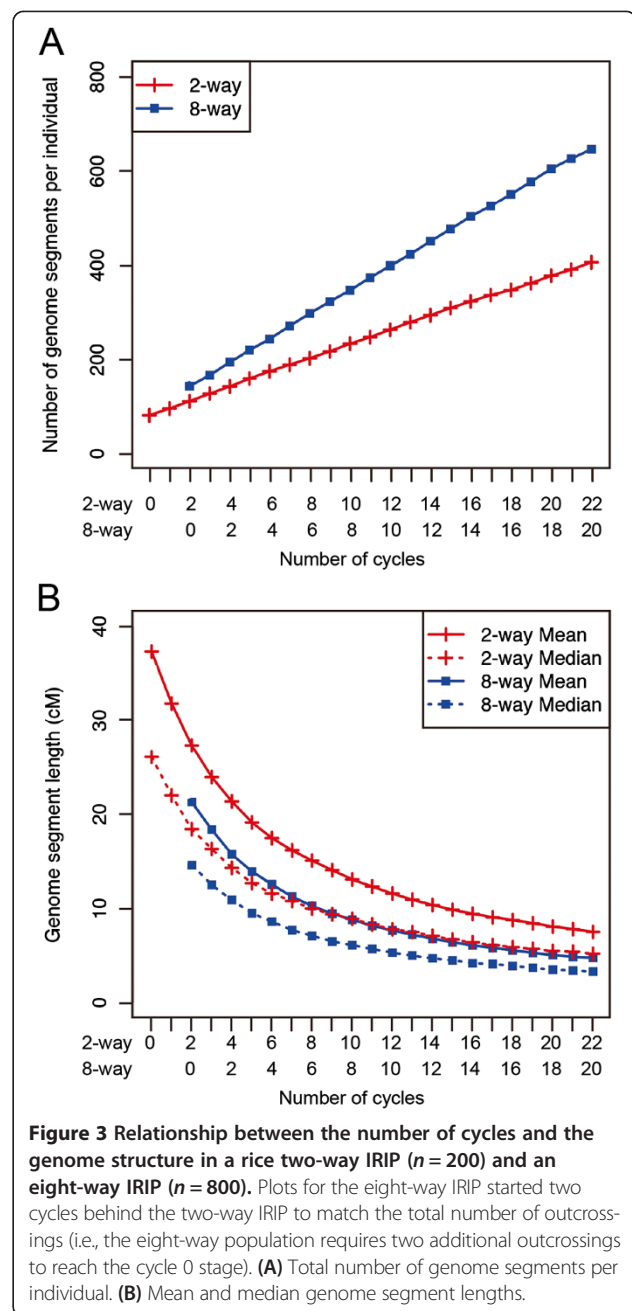 A
Number of genome segments per individual
800
600
400
200
0
2-way
8-way
2-way 0 2 4 6 8 10 12 14 16 18 20 22
8-way 0 2 4 6 8 10 12 14 16 18 20
Number of cycles
B
Genome segment length (cM)
40
30
20
10
0
2-way Mean
2-way Median
8-way Mean
8-way Median
2-way 0 2 4 6 8 10 12 14 16 18 20 22
8-way 0 2 4 6 8 10 12 14 16 18 20
Number of cycles
Figure 3 Relationship between the number of cycles and the
genome structure in a rice two-way IRIP (n = 200) and an
eight-way IRIP (n = 800). Plots for the eight-way IRIP started two
cycles behind the two-way IRIP to match the total number of outcross-
ings (i.e., the eight-way population requires two additional outcrossings
to reach the cycle 0 stage). (A) Total number of genome segments per
individual. (B) Mean and median genome segment lengths.